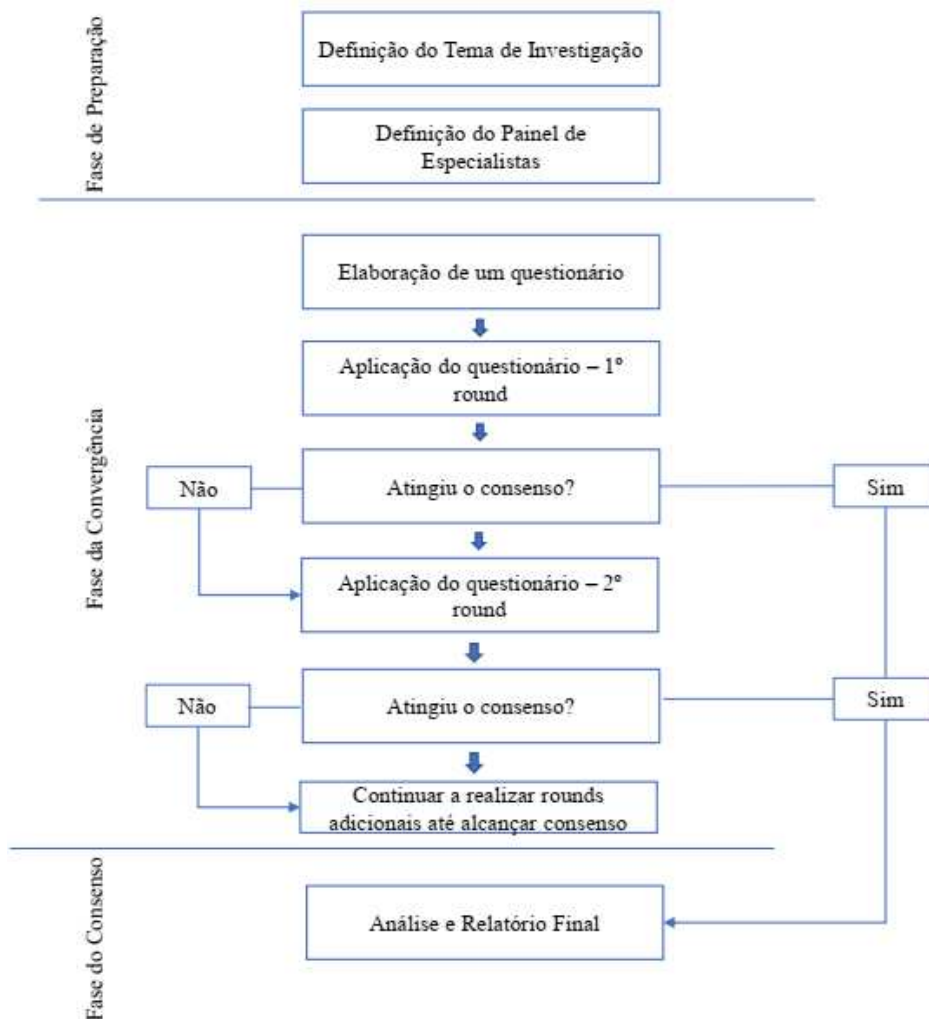 Fase de Preparação
Definição do Tema de Investigação
Definição do Painel de
Especialistas
Fase da Convergência
Elaboração de um questionário
Aplicação do questionário – 1º
round
Não
Atingiu o consenso?
Sim
Aplicação do questionário – 2º
round
Não
Atingiu o consenso?
Sim
Continuar a realizar rounds
adicionais até alcançar consenso
Fase do Consenso
Análise e Relatório Final